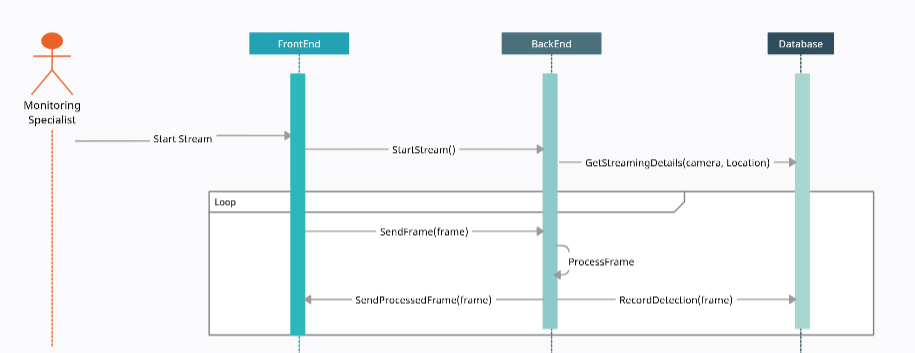 FrontEnd
BackEnd
Database
Monitoring
Specialist
Start Stream
StartStream()
GetStreamingDetails(camera, Location)
Loop
SendFrame(frame)
ProcessFrame
SendProcessedFrame(frame)
RecordDetection(frame)